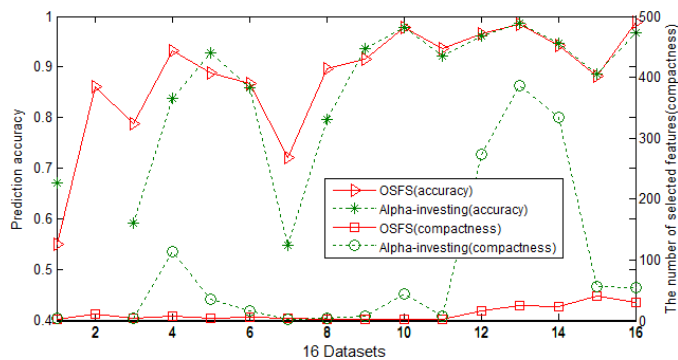 1
0.9
0.8
0.7
0.6
0.5
0.4
Prediction accuracy
500
400
300
200
100
0
The number of selected features(compactness)
OSFS(accuracy)
Alpha-investing(accuracy)
OSFS(compactness)
Alpha-investing(compactness)
2 4 6 8 10 12 14 16
16 Datasets